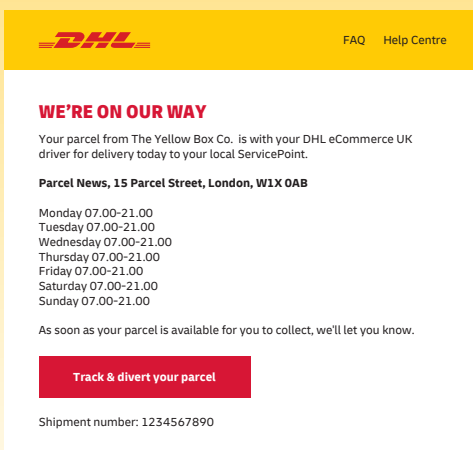 DHL
FAQ Help Centre
WE'RE ON OUR WAY
Your parcel from The Yellow Box Co. is with your DHL eCommerce UK
driver for delivery today to your local ServicePoint.
Parcel News, 15 Parcel Street, London, W1X 0AB
Monday 07.00-21.00
Tuesday 07.00-21.00
Wednesday 07.00-21.00
Thursday 07.00-21.00
Friday 07.00-21.00
Saturday 07.00-21.00
Sunday 07.00-21.00
As soon as your parcel is available for you to collect, we'll let you know.
Track & divert your parcel
Shipment number: 1234567890